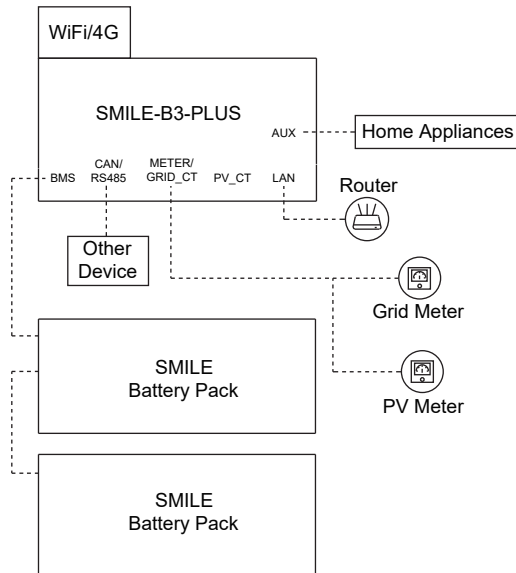 WiFi/4G
SMILE-B3-PLUS
AUX
Home Appliances
BMS
CAN/
RS485
METER/
GRID_CT
PV_CT
LAN
Router
Other
Device
Grid Meter
PV Meter
SMILE
Battery Pack
SMILE
Battery Pack